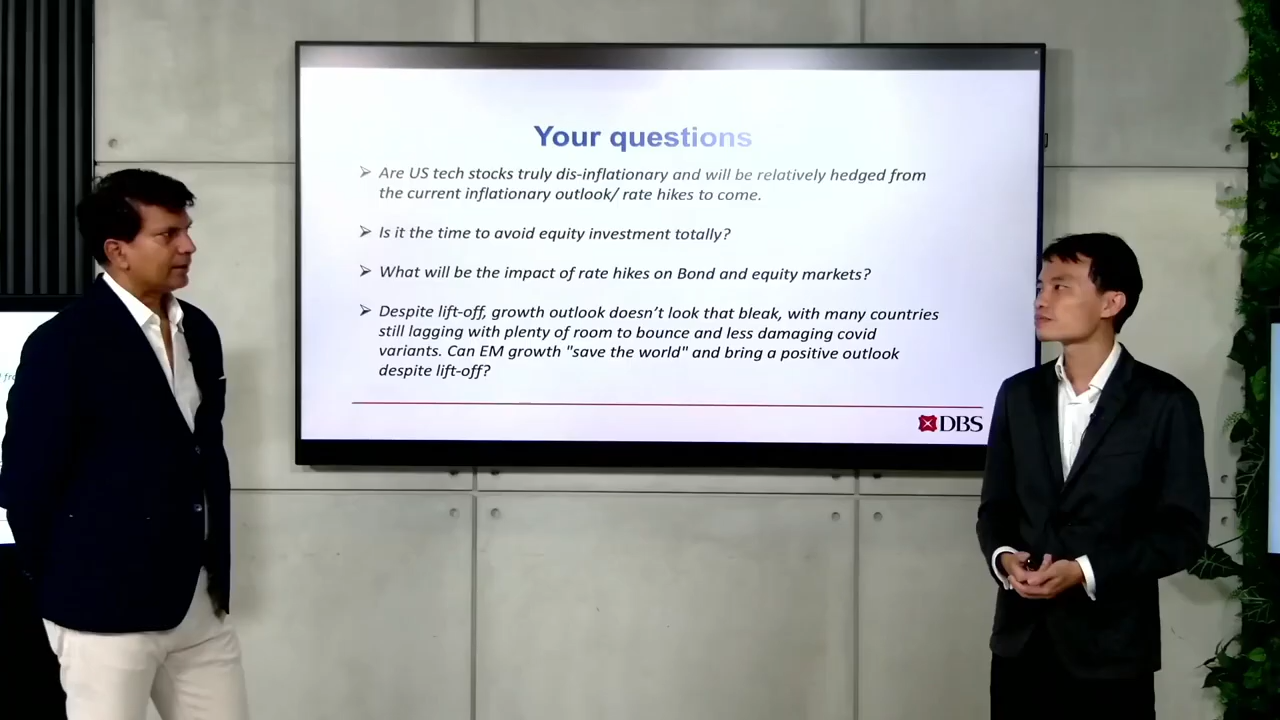 Your questions
➢ Are US tech stocks truly dis-inflationary and will be relatively hedged from
the current inflationary outlook/ rate hikes to come.
➢ Is it the time to avoid equity investment totally?
➢ What will be the impact of rate hikes on Bond and equity markets?
➢ Despite lift-off, growth outlook doesn't look that bleak, with many countries
still lagging with plenty of room to bounce and less damaging covid
variants. Can EM growth "save the world" and bring a positive outlook
despite lift-off?
DBS